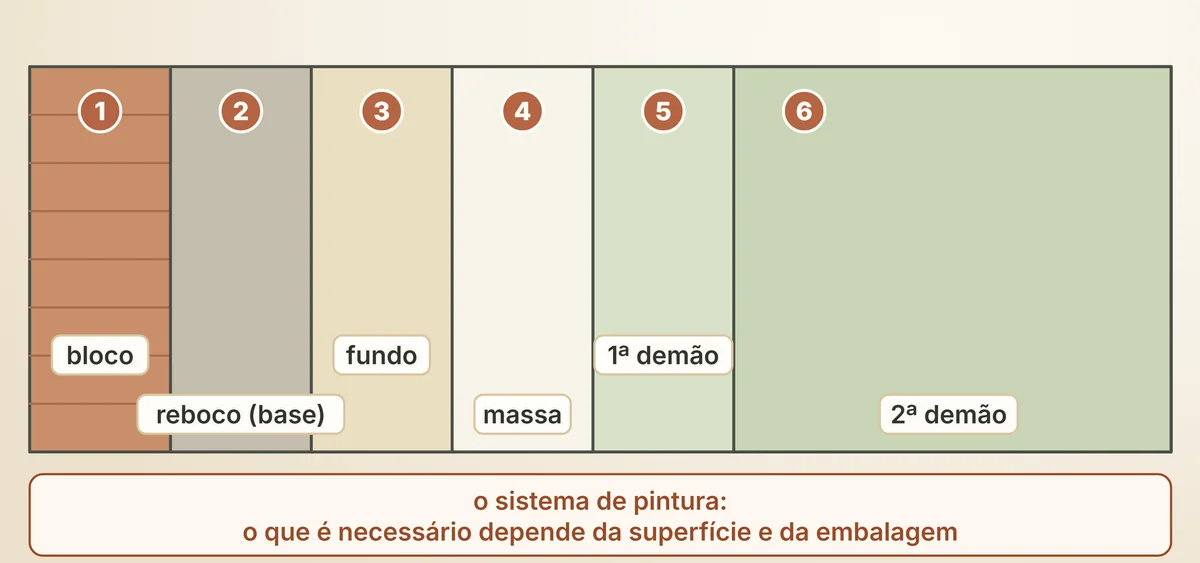 1
2
3
4
5
6
bloco
fundo
1ª demão
reboco (base)
massa
2ª demão
o sistema de pintura:
o que é necessário depende da superfície e da embalagem